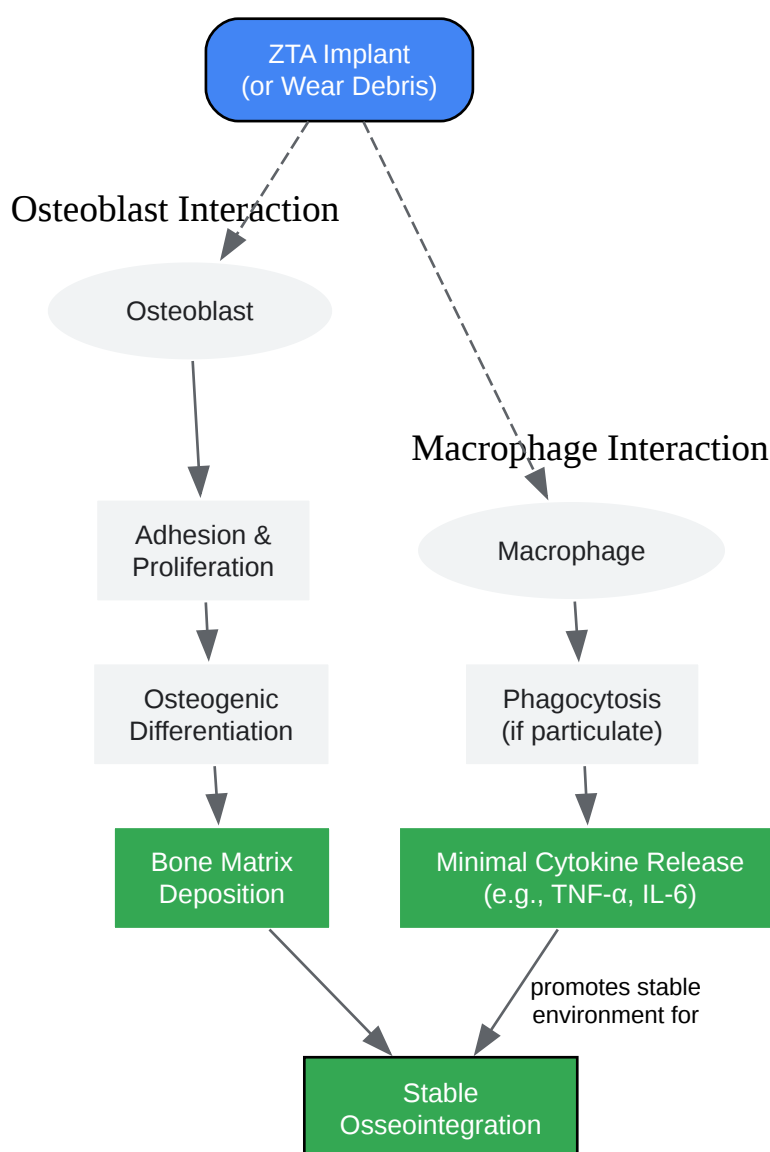 ZTA Implant
(or Wear Debris)
Osteoblast Interaction
Osteoblast
Macrophage Interaction
Adhesion &
Proliferation
Macrophage
Osteogenic
Differentiation
Phagocytosis
(if particulate)
Bone Matrix
Deposition
Minimal Cytokine Release
(e.g., TNF-α, IL-6)
promotes stable
environment for
Stable
Osseointegration